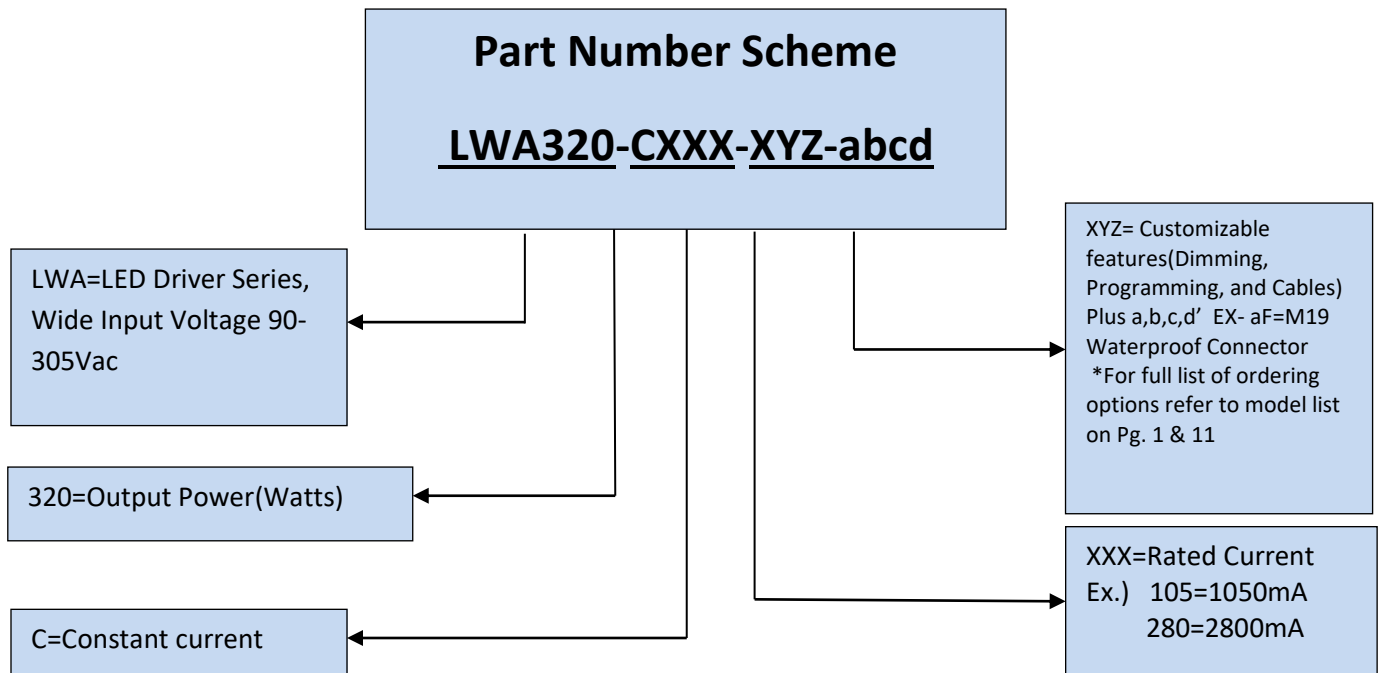 Part Number Scheme
LWA320-CXXX-XYZ-abcd
LWA=LED Driver Series,
Wide Input Voltage 90-
305Vac
320=Output Power(Watts)
C=Constant current
XYZ= Customizable
features(Dimming,
Programming, and Cables)
Plus a,b,c,d’ EX- aF=M19
Waterproof Connector
*For full list of ordering
options refer to model list
on Pg. 1 & 11
XXX=Rated Current
Ex.) 105=1050mA
280=2800mA